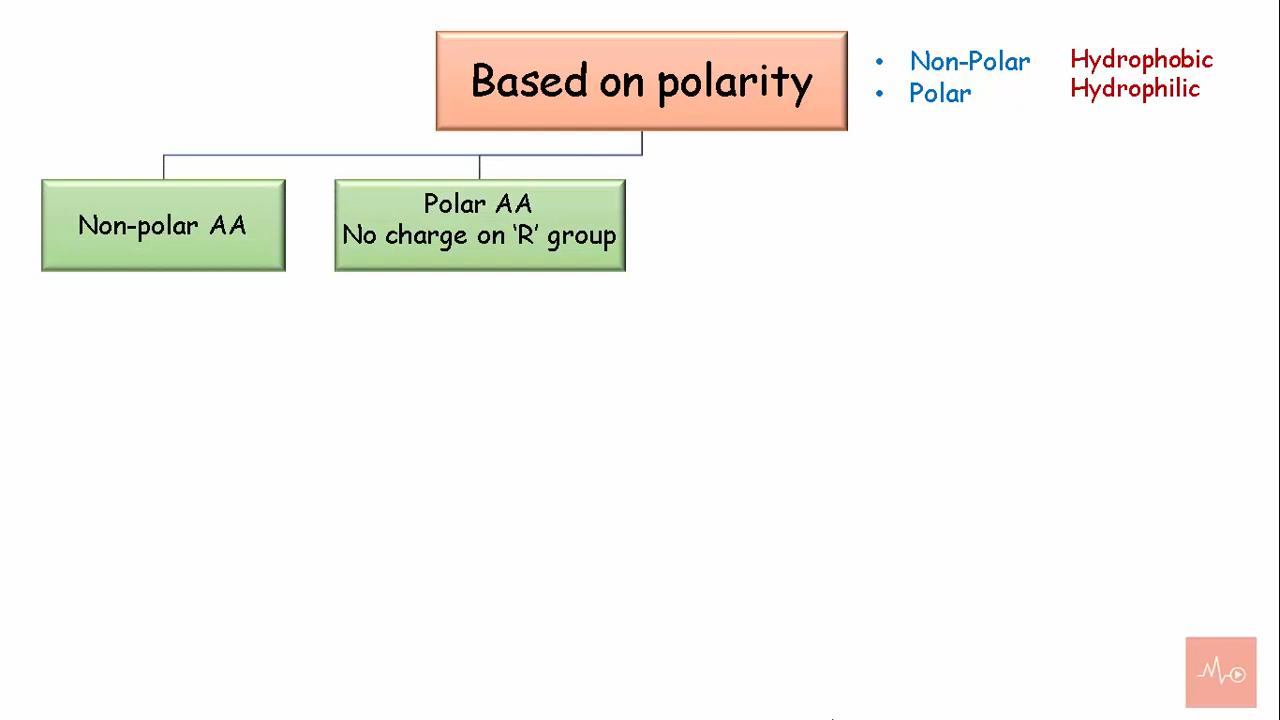 Based on polarity
• Non-Polar Hydrophobic
• Polar Hydrophilic
Non-polar AA
Polar AA
No charge on ‘R’ group